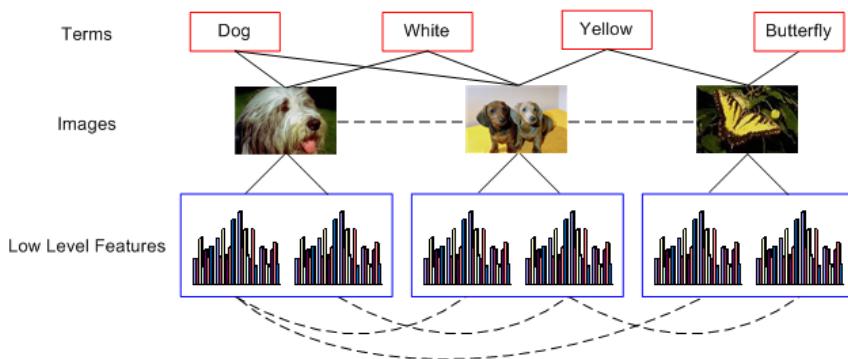 Terms
Dog
White
Yellow
Butterfly
Images
Low Level Features